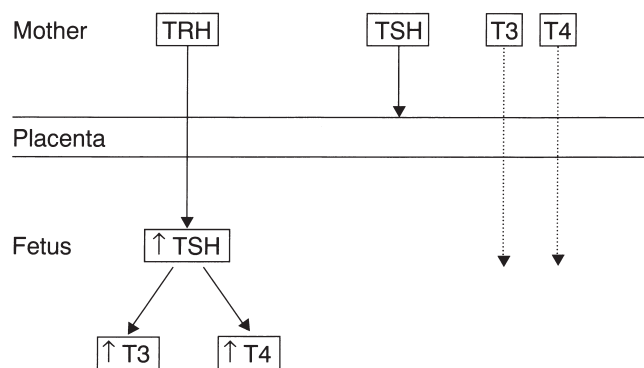 Mother TRH TSH T3 T4
Placenta
Fetus ↑ TSH
↑ T3 ↑ T4